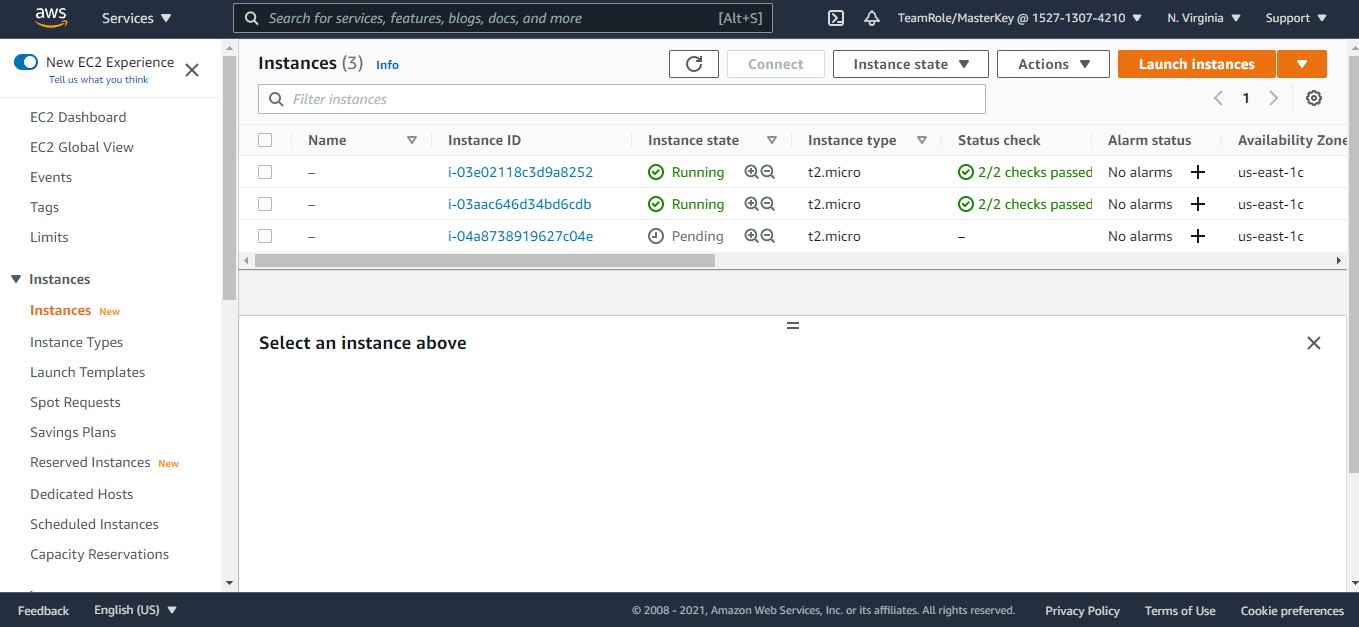 aws Services Search for services, features, blogs, docs, and more [Alt+S] TeamRole/MasterKey @ 1527-1307-4210 N. Virginia Support
New EC2 Experience
Tell us what you think
EC2 Dashboard
EC2 Global View
Events
Tags
Limits
Instances
Instances New
Instance Types
Launch Templates
Spot Requests
Savings Plans
Reserved Instances New
Dedicated Hosts
Scheduled Instances
Capacity Reservations
Instances (3) Info Connect Instance state Actions Launch instances
Filter instances 1
Name Instance ID Instance state Instance type Status check Alarm status Availability Zone
– i-03e02118c3d9a8252 Running t2.micro 2/2 checks passed No alarms + us-east-1c
– i-03aac646d34bd6cdb Running t2.micro 2/2 checks passed No alarms + us-east-1c
– i-04a8738919627c04e Pending t2.micro – No alarms + us-east-1c
Select an instance above
Feedback English (US) © 2008 - 2021, Amazon Web Services, Inc. or its affiliates. All rights reserved. Privacy Policy Terms of Use Cookie preferences